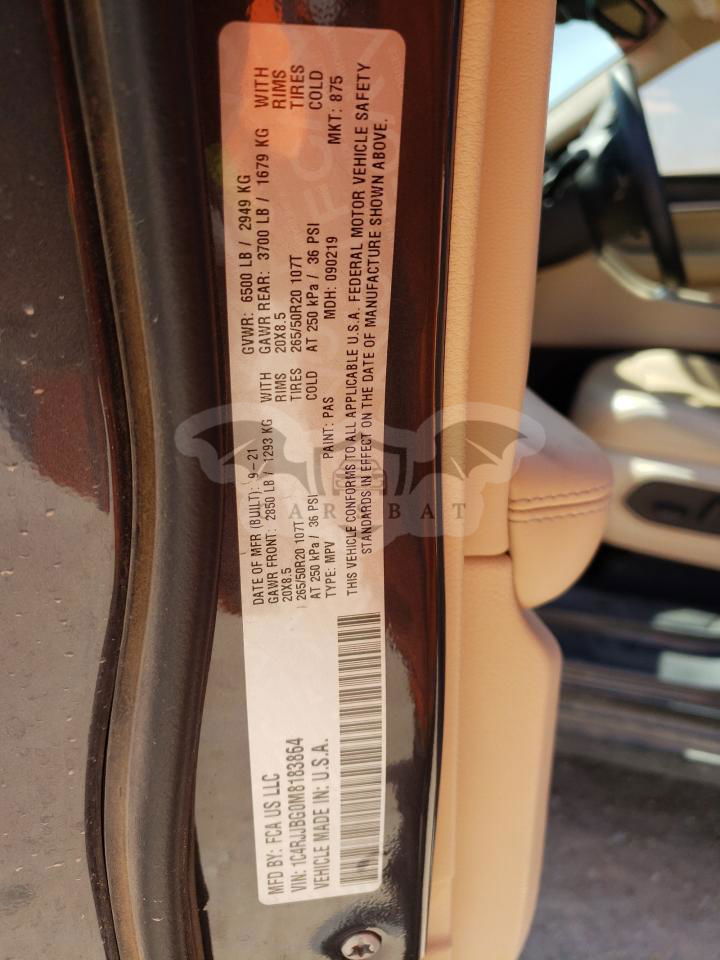 MFD BY: FCA US LLC
DATE OF MFR (BUILT): 9-21
GVWR: 6500 LB / 2949 KG
VIN: 1C4RJJBG0M8183864
GAWR FRONT: 2850 LB / 1293 KG WITH
GAWR REAR: 3700 LB / 1679 KG WITH
20X8.5 RIMS
20X8.5 RIMS
VEHICLE MADE IN: U.S.A.
265/50R20 107T TIRES
265/50R20 107T TIRES
AT 250 kPa / 36 PSI COLD
AT 250 kPa / 36 PSI COLD
TYPE: MPV PAINT: PAS MDH: 090219 MKT: 875
THIS VEHICLE CONFORMS TO ALL APPLICABLE U.S.A. FEDERAL MOTOR VEHICLE SAFETY
STANDARDS IN EFFECT ON THE DATE OF MANUFACTURE SHOWN ABOVE.